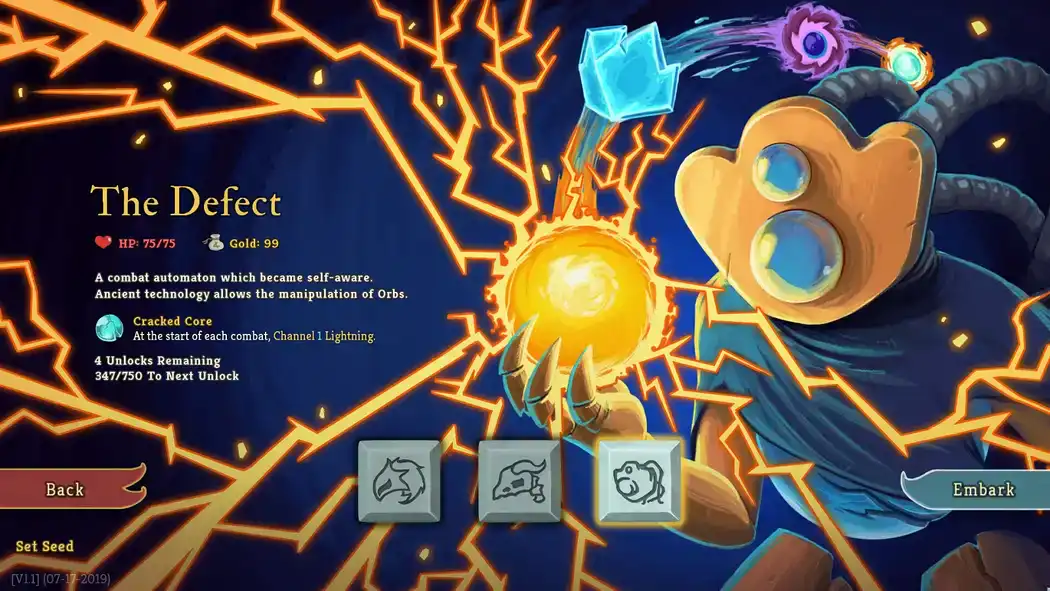 The Defect
HP: 75/75 Gold: 99
A combat automaton which became self-aware.
Ancient technology allows the manipulation of Orbs.
Cracked Core
At the start of each combat, Channel 1 Lightning.
4 Unlocks Remaining
347/750 To Next Unlock
Back
Embark
Set Seed
[V1.1] (07-17-2019)